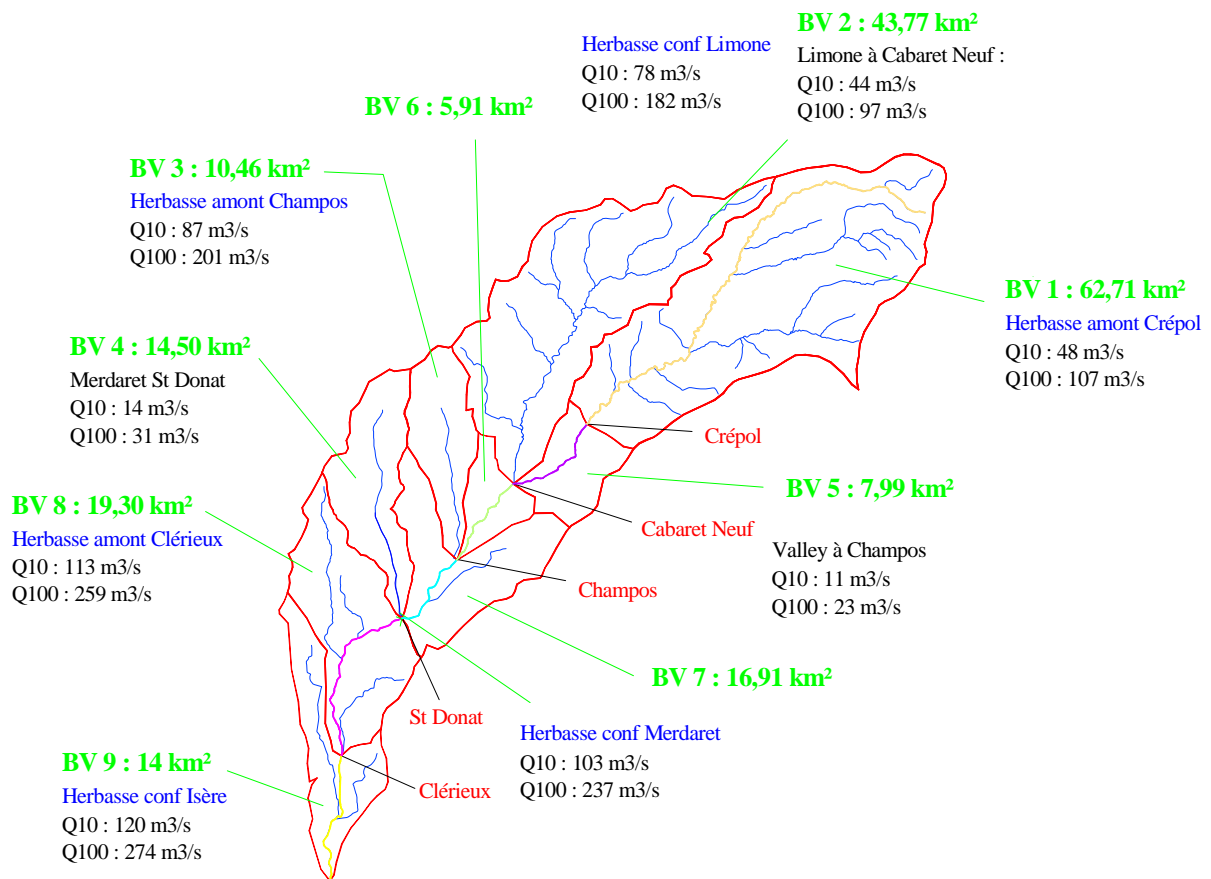 BV 2 : 43,77 km²
Limone à Cabaret Neuf :
Q10 : 44 m3/s
Q100 : 97 m3/s
Herbasse conf Limone
Q10 : 78 m3/s
Q100 : 182 m3/s
BV 6 : 5,91 km²
BV 3 : 10,46 km²
Herbasse amont Champos
Q10 : 87 m3/s
Q100 : 201 m3/s
BV 1 : 62,71 km²
Herbasse amont Crépol
Q10 : 48 m3/s
Q100 : 107 m3/s
BV 4 : 14,50 km²
Merdaret St Donat
Q10 : 14 m3/s
Q100 : 31 m3/s
Crépol
BV 5 : 7,99 km²
BV 8 : 19,30 km²
Herbasse amont Clérieux
Q10 : 113 m3/s
Q100 : 259 m3/s
Cabaret Neuf
Valley à Champos
Q10 : 11 m3/s
Q100 : 23 m3/s
Champos
BV 7 : 16,91 km²
St Donat
Herbasse conf Merdaret
Q10 : 103 m3/s
Q100 : 237 m3/s
BV 9 : 14 km²
Herbasse conf Isère
Q10 : 120 m3/s
Q100 : 274 m3/s
Clérieux